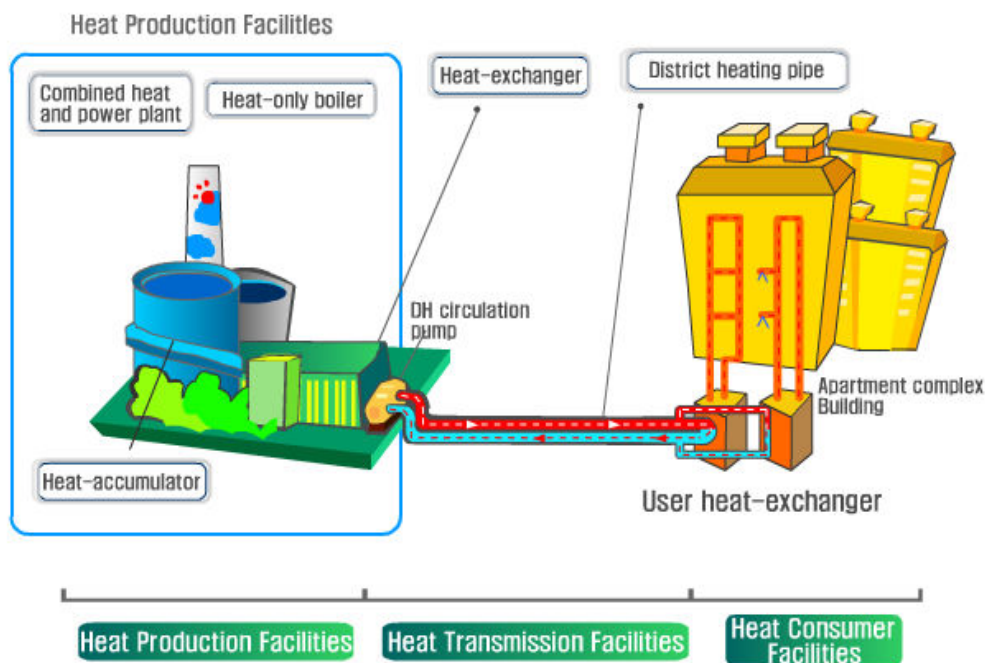 Heat Production Facilities
Combined heat
and power plant
Heat-only boiler
Heat-exchanger
District heating pipe
DH circulation
pump
Apartment complex
Building
Heat-accumulator
User heat-exchanger
Heat Production Facilities
Heat Transmission Facilities
Heat Consumer
Facilities